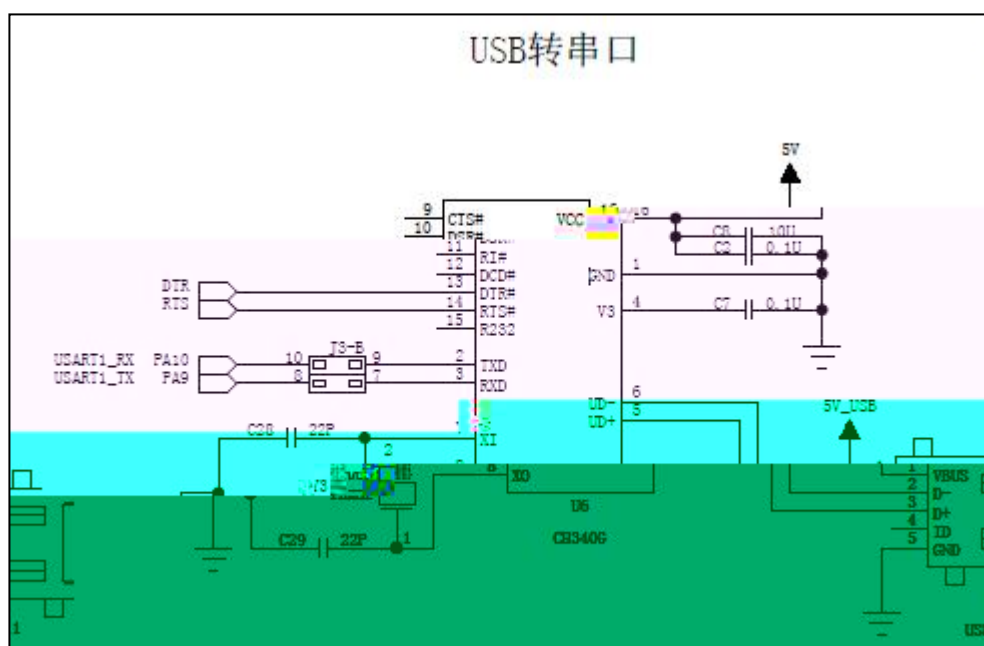 USB转串口
5V
9 CTS# VCC 16
10 DSR#
C8 10U
11 C2 0.1U
12 RI# GND 1
DTR 13 DCD#
RTS 14 DTR# V3 4 C7 0.1U
15 RTS#
R232
J3-B
USART1_RX PA10 10 9 2 TXD
USART1_TX PA9 8 7 3 RXD
6
UD- 5 5V_USB
UD+
C28 22P XI
2
8 XO 1 VBUS
U6 2 D-
3 D+
C29 22P 1 CH340G 4 ID
5 GND
1